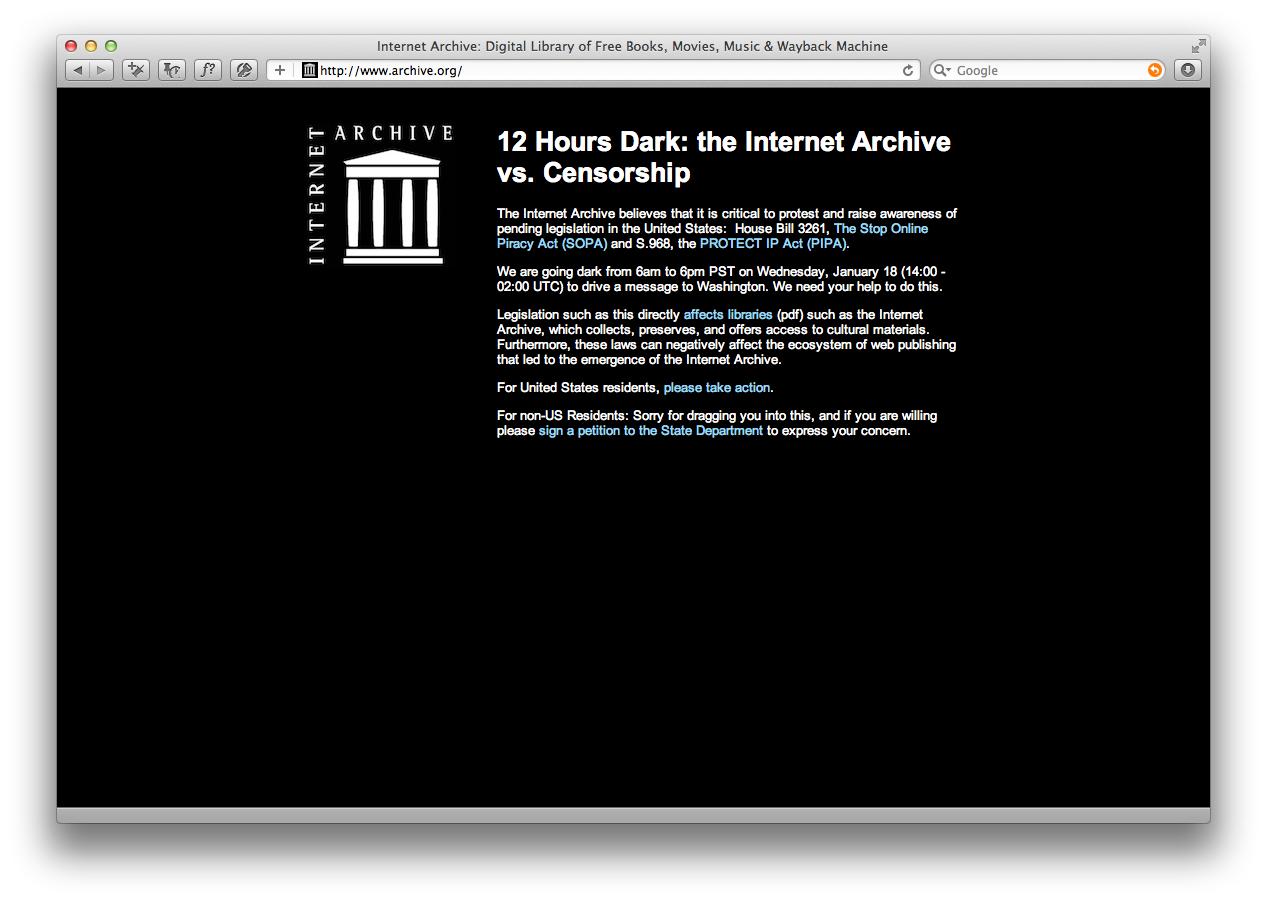 Internet Archive: Digital Library of Free Books, Movies, Music & Wayback Machine
f?
http://www.archive.org/
Google
INTERNET
ARCHIVE
12 Hours Dark: the Internet Archive
vs. Censorship
The Internet Archive believes that it is critical to protest and raise awareness of
pending legislation in the United States:  House Bill 3261, The Stop Online
Piracy Act (SOPA) and S.968, the PROTECT IP Act (PIPA).
We are going dark from 6am to 6pm PST on Wednesday, January 18 (14:00 -
02:00 UTC) to drive a message to Washington. We need your help to do this.
Legislation such as this directly affects libraries (pdf) such as the Internet
Archive, which collects, preserves, and offers access to cultural materials.
Furthermore, these laws can negatively affect the ecosystem of web publishing
that led to the emergence of the Internet Archive.
For United States residents, please take action.
For non-US Residents: Sorry for dragging you into this, and if you are willing
please sign a petition to the State Department to express your concern.